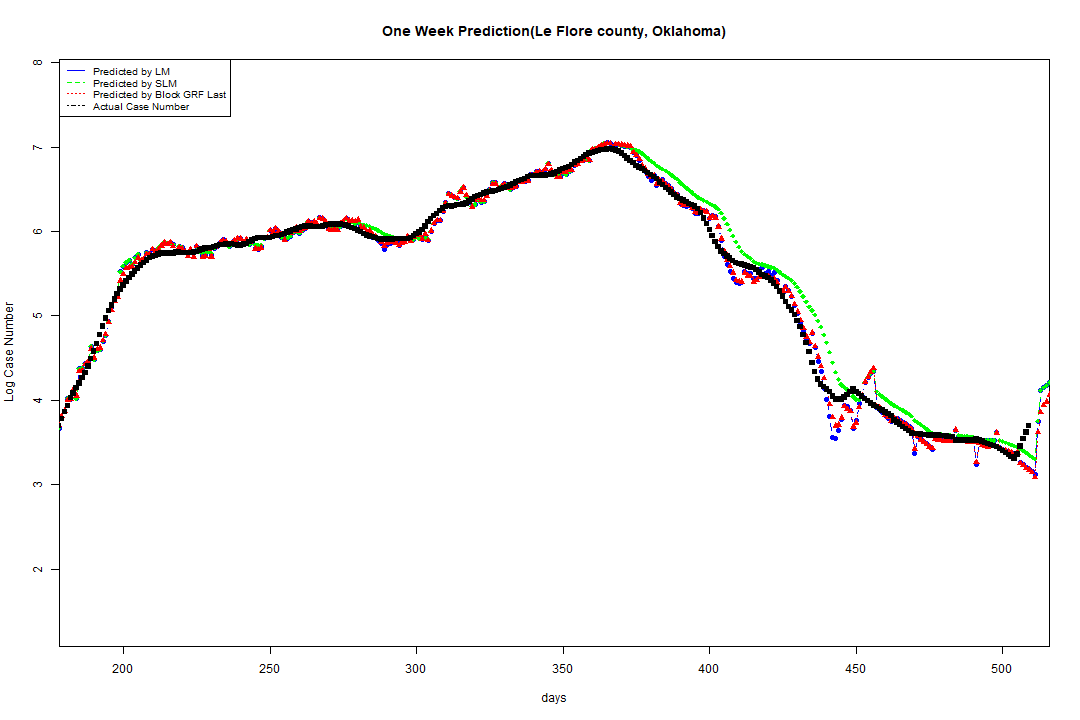 One Week Prediction(Le Flore county, Oklahoma)
Predicted by LM
Predicted by SLM
Predicted by Block GRF Last
Actual Case Number
8
7
6
5
4
3
2
Log Case Number
200 250 300 350 400 450 500
days